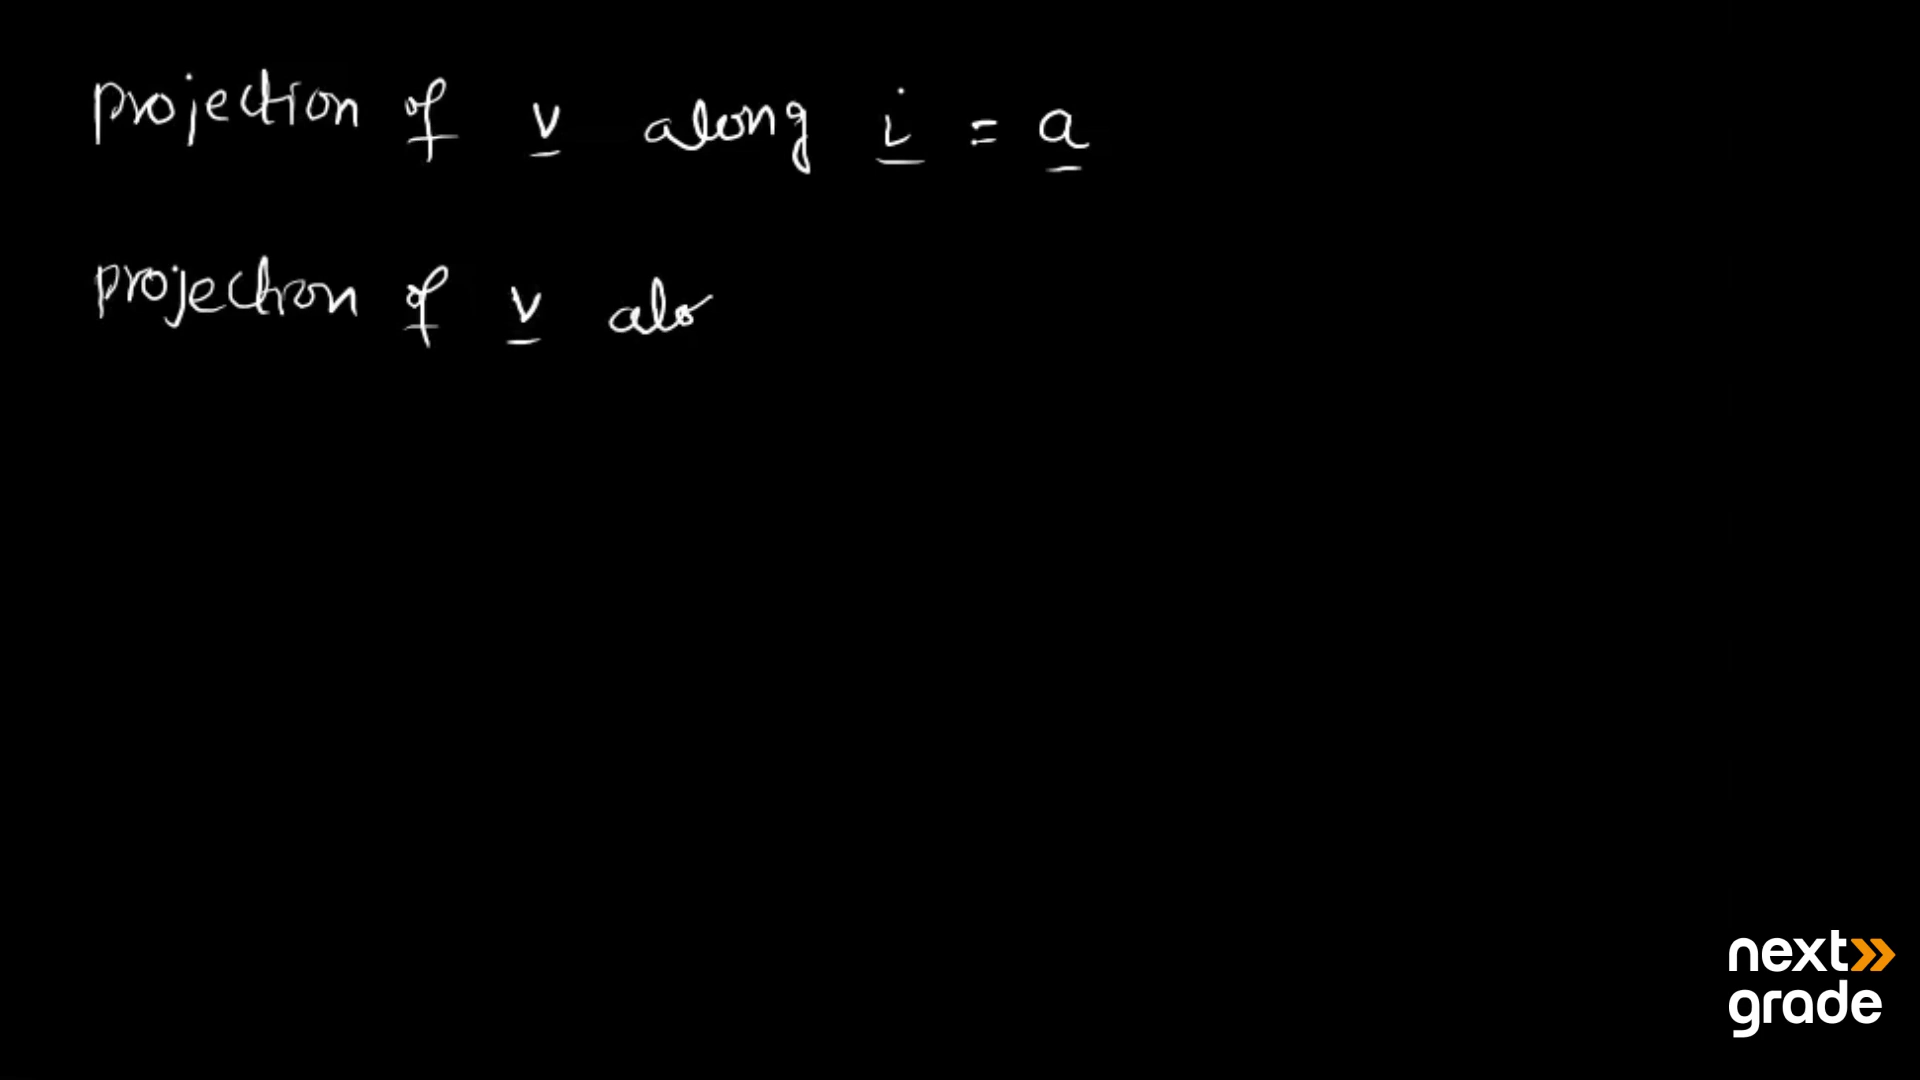 projection of v along i = a
projection of v alo
next
grade